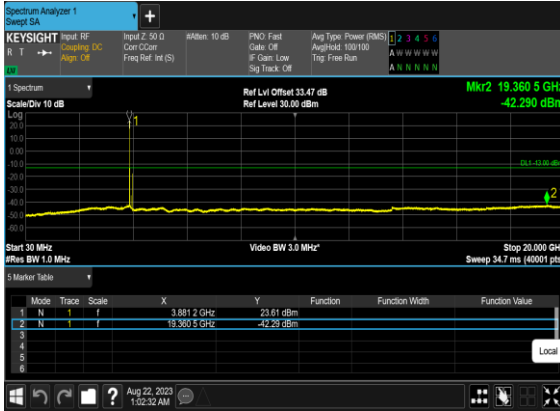 Spectrum Analyzer 1
Swept SA
+
KEYSIGHT Input: RF Input Z: 50 Ω #Atten: 10 dB PNO: Fast Avg Type: Power (RMS) 1 2 3 4 5 6
R T Coupling: DC Corr CCorr Gate: Off Avg|Hold: 100/100 A W W W W W
Align: Off Freq Ref: Int (S) IF Gain: Low Trig: Free Run
Sig Track: Off A N N N N N
1 Spectrum Ref Lvl Offset 33.47 dB Mkr2 19.360 5 GHz
Scale/Div 10 dB Ref Level 30.00 dBm -42.290 dBm
Log
20.0
10.0
0.00
-10.0
DL1 -13.00 dBm
-20.0
-30.0
-40.0
-50.0
-60.0
1
2
Start 30 MHz Video BW 3.0 MHz* Stop 20.000 GH
#Res BW 1.0 MHz Sweep 34.7 ms (40001 pts
5 Marker Table
Mode Trace Scale X Y Function Function Width Function Value
1 N 1 f 3.881 2 GHz 23.61 dBm
2 N 1 f 19.360 5 GHz -42.29 dBm
3
4
5
6
Local
? Aug 22, 2023
1:02:32 AM